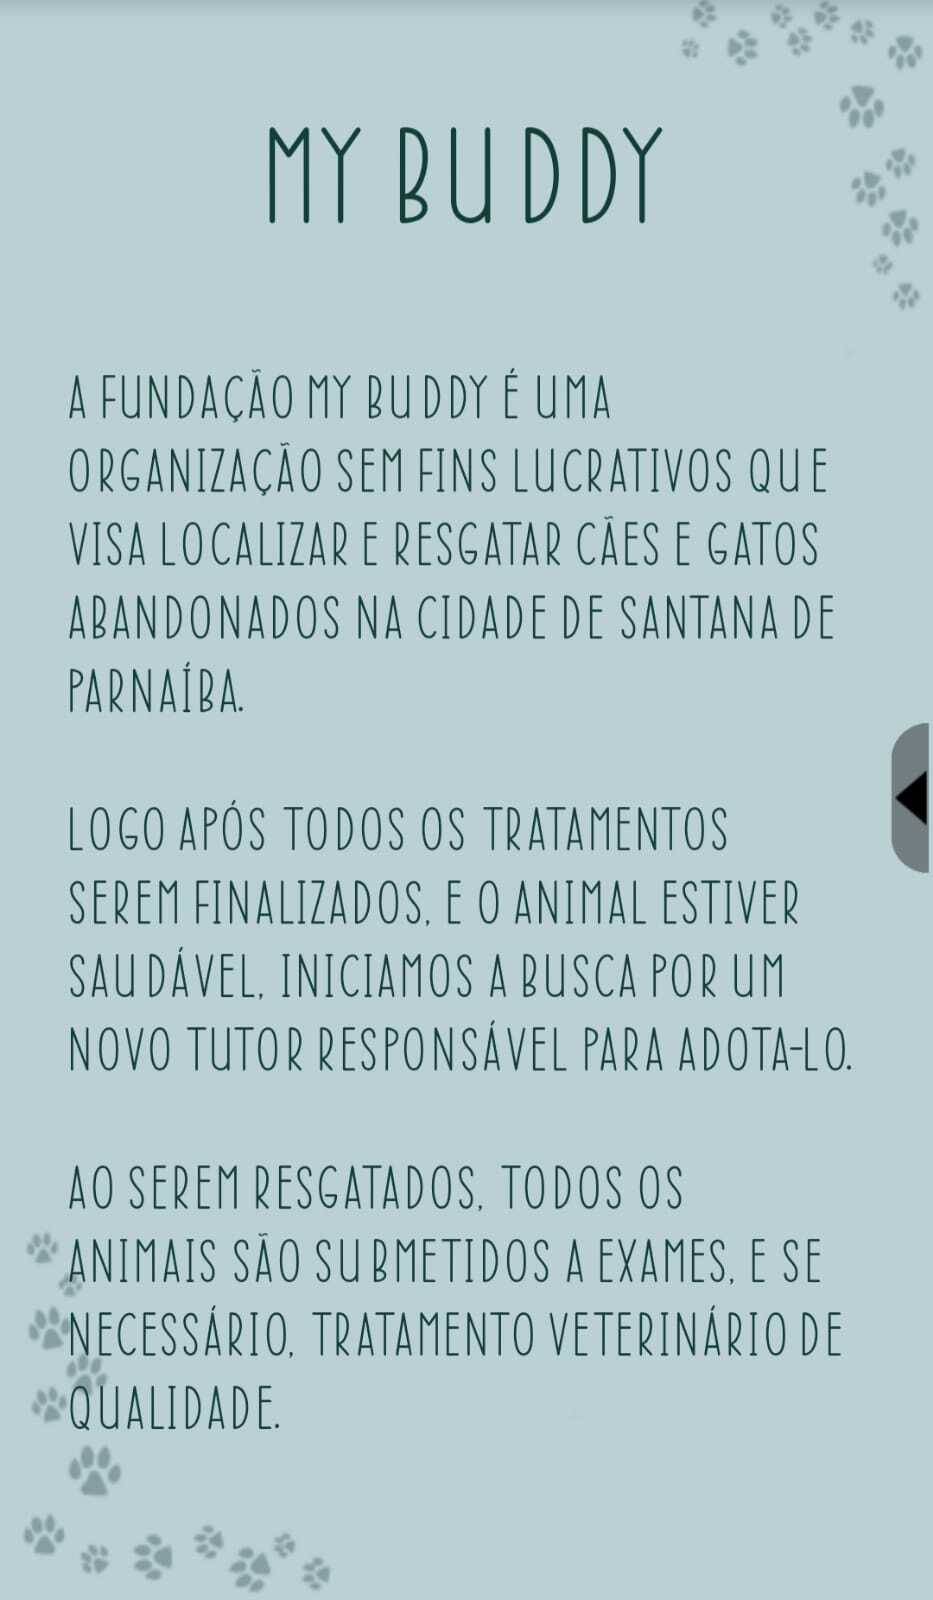 MY BUDDY
A FUNDAÇÃO MY BUDDY É UMA
ORGANIZAÇÃO SEM FINS LUCRATIVOS QUE
VISA LOCALIZAR E RESGATAR CÃES E GATOS
ABANDONADOS NA CIDADE DE SANTANA DE
PARNAÍBA.
LOGO APÓS TODOS OS TRATAMENTOS
SEREM FINALIZADOS, E O ANIMAL ESTIVER
SAUDÁVEL, INICIAMOS A BUSCA POR UM
NOVO TUTOR RESPONSÁVEL PARA ADOTA-LO.
AO SEREM RESGATADOS, TODOS OS
ANIMAIS SÃO SUBMETIDOS A EXAMES, E SE
NECESSÁRIO, TRATAMENTO VETERINÁRIO DE
QUALIDADE.